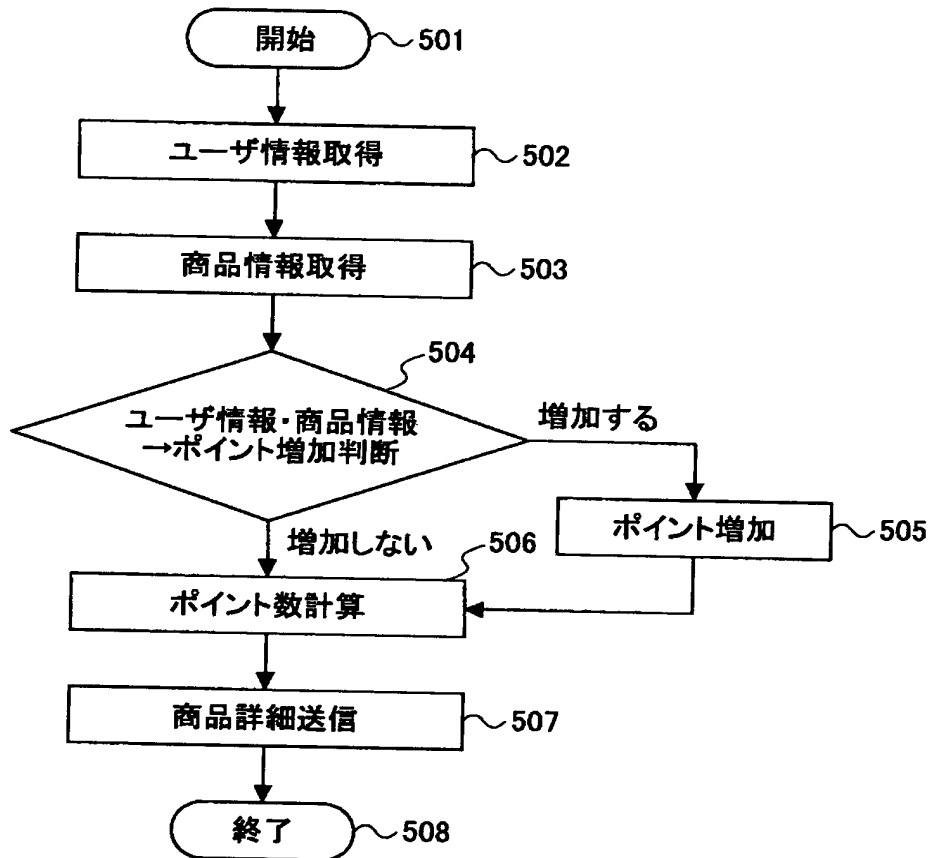 開始
501
ユーザ情報取得
502
商品情報取得
503
504
ユーザ情報・商品情報
→ポイント増加判断
増加する
ポイント増加
505
増加しない
506
ポイント数計算
商品詳細送信
507
終了
508